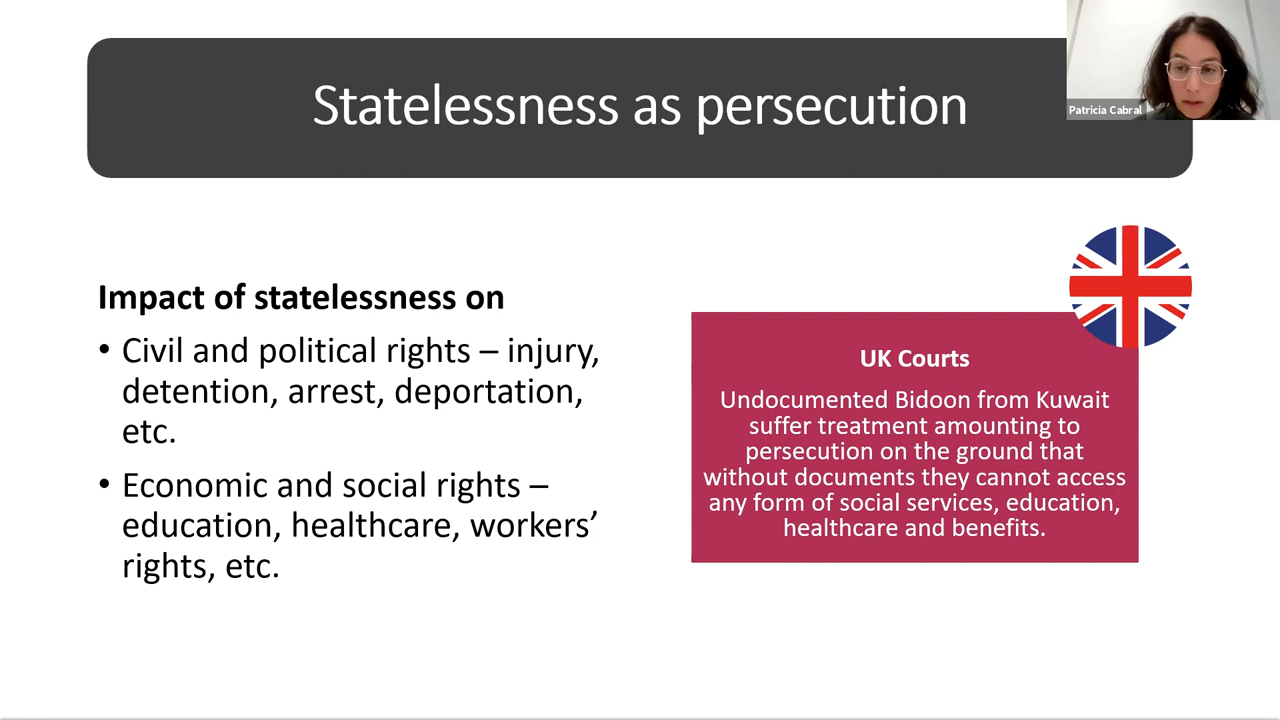 Statelessness as persecution
Patricia Cabral
Impact of statelessness on
• Civil and political rights – injury,
detention, arrest, deportation,
etc.
• Economic and social rights –
education, healthcare, workers’
rights, etc.
UK Courts
Undocumented Bidoon from Kuwait
suffer treatment amounting to
persecution on the ground that
without documents they cannot access
any form of social services, education,
healthcare and benefits.